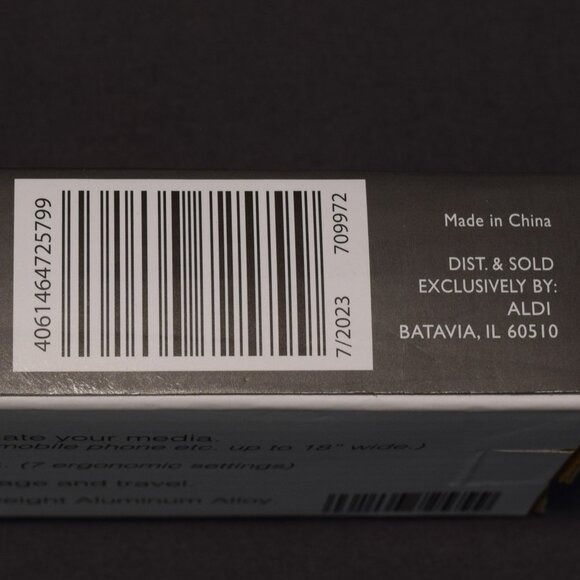 4061464725799
7/2023 709972
Made in China
DIST. & SOLD
EXCLUSIVELY BY:
ALDI
BATAVIA, IL 60510
ate your media.
mobile phone etc. up to 18" wide.)
. (7 ergonomic settings)
age and travel.
eight Aluminum Alloy.